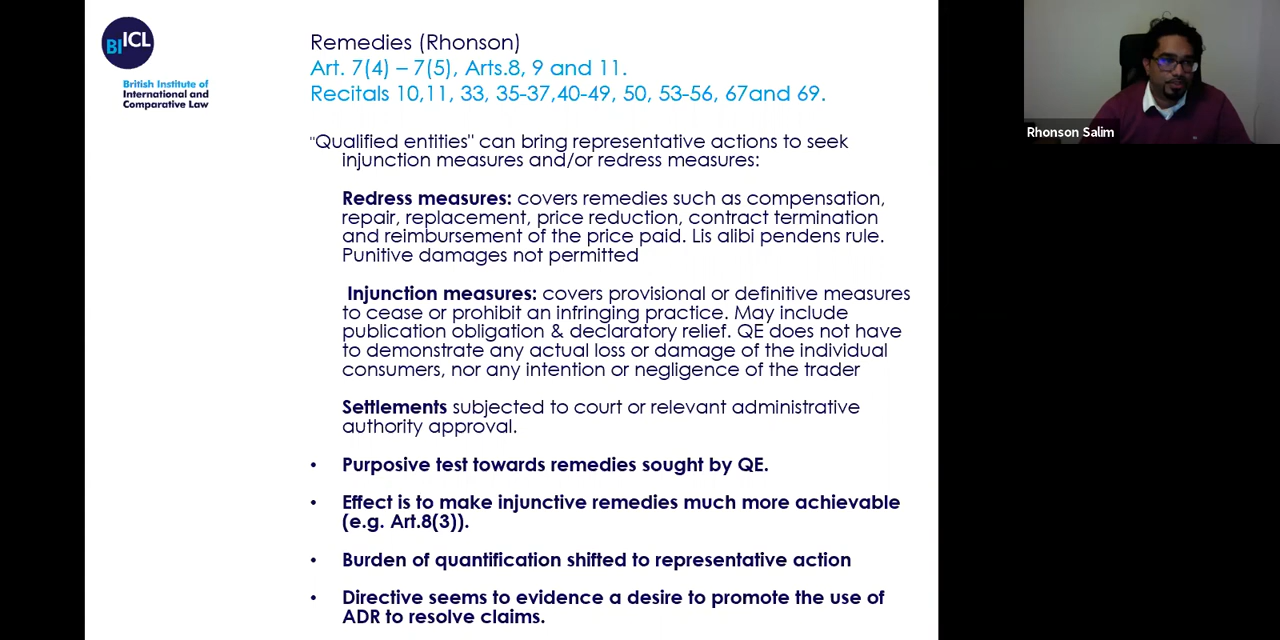 BIICL
British Institute of
International and
Comparative Law
Remedies (Rhonson)
Art. 7(4) – 7(5), Arts.8, 9 and 11.
Recitals 10,11, 33, 35-37,40-49, 50, 53-56, 67and 69.
"Qualified entities" can bring representative actions to seek
injunction measures and/or redress measures:
Redress measures: covers remedies such as compensation,
repair, replacement, price reduction, contract termination
and reimbursement of the price paid. Lis alibi pendens rule.
Punitive damages not permitted
Injunction measures: covers provisional or definitive measures
to cease or prohibit an infringing practice. May include
publication obligation & declaratory relief. QE does not have
to demonstrate any actual loss or damage of the individual
consumers, nor any intention or negligence of the trader
Settlements subjected to court or relevant administrative
authority approval.
• Purposive test towards remedies sought by QE.
• Effect is to make injunctive remedies much more achievable
(e.g. Art.8(3)).
• Burden of quantification shifted to representative action
• Directive seems to evidence a desire to promote the use of
ADR to resolve claims.
Rhonson Salim